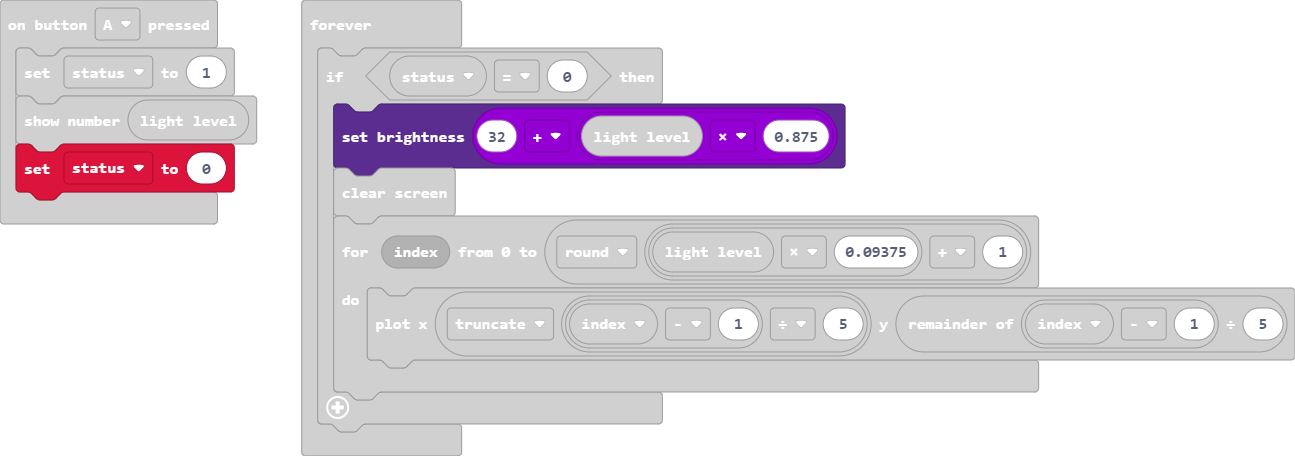 on button A pressed
set status to 1
show number light level
set status to 0
forever
if status = 0 then
set brightness 32 + light level × 0.875
clear screen
for index from 0 to round light level × 0.09375 + 1
do
plot x truncate index - 1 ÷ 5 y remainder of index - 1 ÷ 5